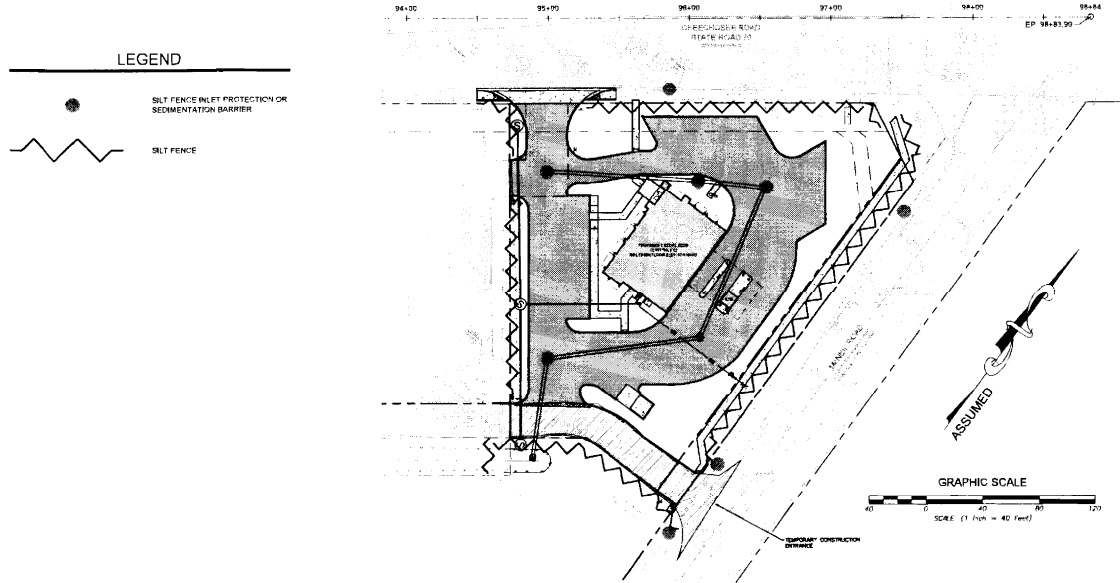 94+00 95+00 96+00 97+00 98+00 98+84
EP 98+83.99
OKEECHOBEE ROAD
STATE ROAD 70
LEGEND
SILT FENCE INLET PROTECTION OR
SEDIMENTATION BARRIER
SILT FENCE
S
S
S
ROAD
ASSUMED
GRAPHIC SCALE
40 0 40 80 120
SCALE (1 Inch = 40 Feet)
TEMPORARY CONSTRUCTION
ENTRANCE